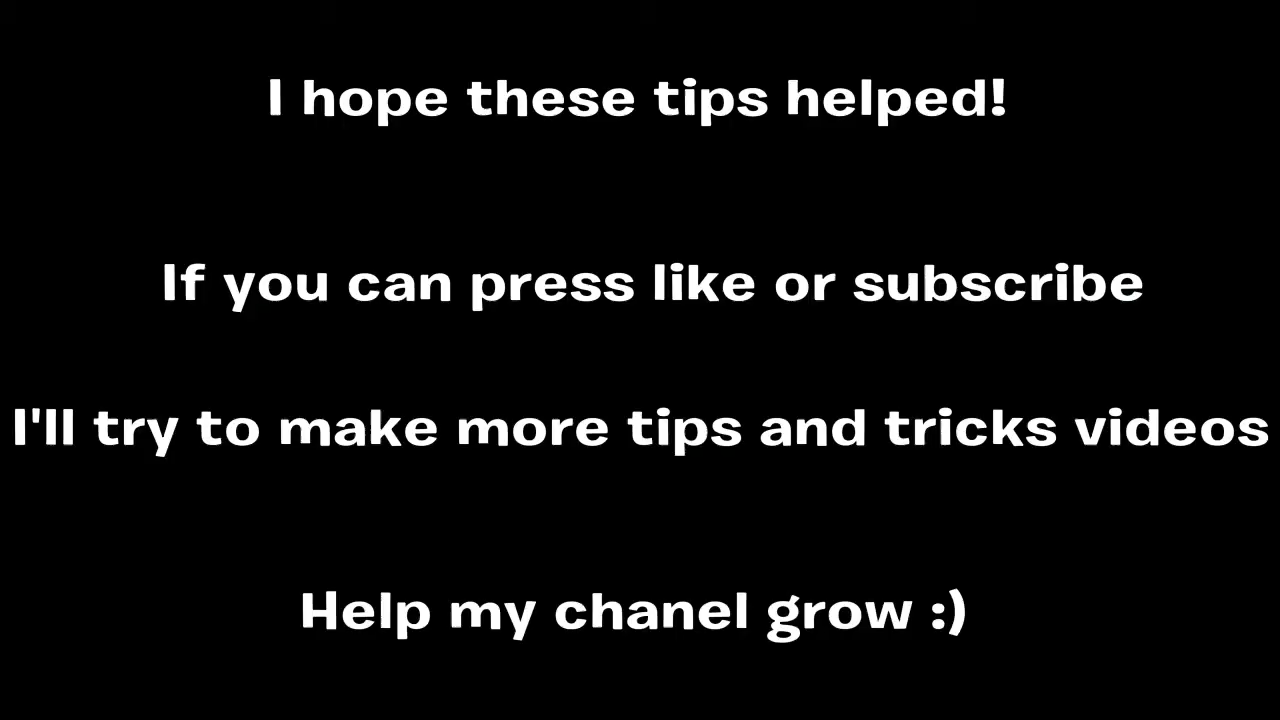 I hope these tips helped!
If you can press like or subscribe
I'll try to make more tips and tricks videos
Help my chanel grow :)